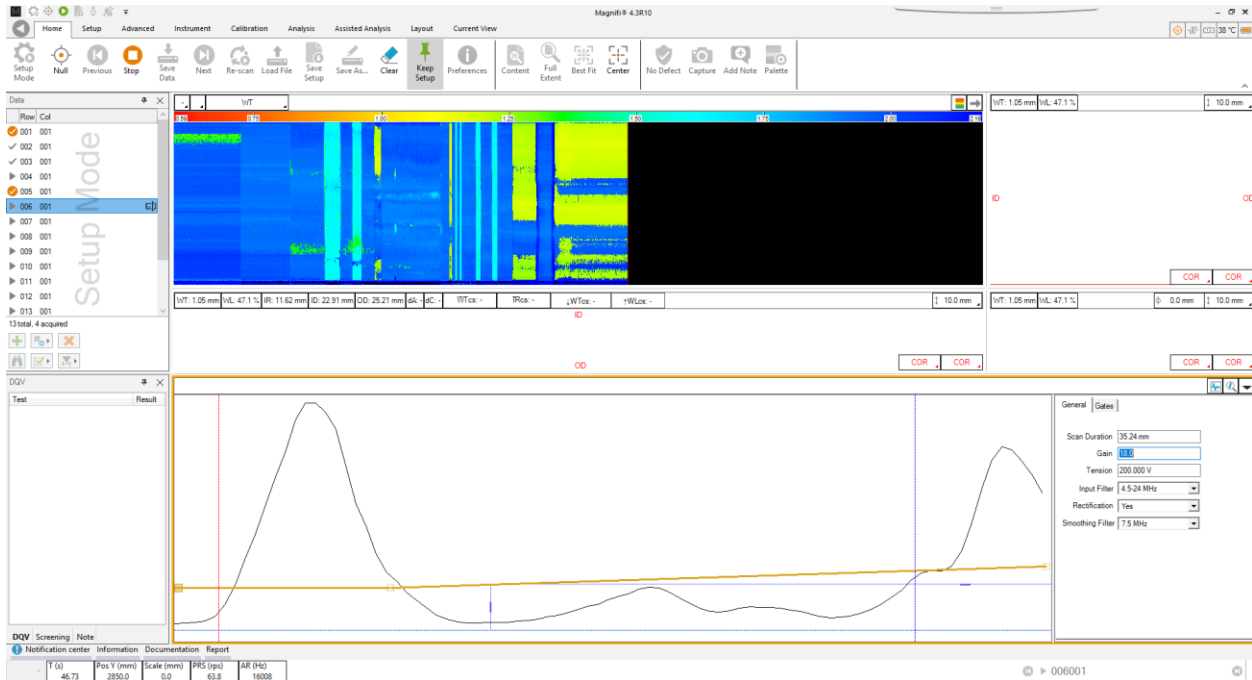 Magnifi® 4.3R10
Home Setup Advanced Instrument Calibration Analysis Assisted Analysis Layout Current View
38 °C
Setup Mode Null Previous Stop Save Data Next Re-scan Load File Save Setup Save As... Clear Keep Setup Preferences Content Full Extent Best Fit Center No Defect Capture Add Note Palette
Data
- WT
WT: 1.05 mm WL: 47.1 % 10.0 mm
Row Col
0.75 1.00 1.25 1.50 1.75 2.00 2.18
001 001
002 001
003 001
004 001
005 001
006 001
007 001
008 001
009 001
010 001
011 001
012 001
013 001
Setup Mode
ID OD
COR COR
13 total, 4 acquired
WT: 1.05 mm WL: 47.1 % IR: 11.62 mm ID: 22.91 mm OD: 25.21 mm dA: - dC: - WTcs: - IRcs: - ↓WTcs: - ↑WLcs: - 10.0 mm
ID
OD
COR COR
WT: 1.05 mm WL: 47.1 % 0.0 mm 10.0 mm
COR COR
DQV
Test Result
General Gates
Scan Duration 35.24 mm
Gain 18.0
Tension 200.000 V
Input Filter 4.5-24 MHz
Rectification Yes
Smoothing Filter 7.5 MHz
DQV Screening Note
Notification center Information Documentation Report
T (s) Pos Y (mm) Scale (mm) PRS (rps) AR (Hz)
- 46.73 2850.0 0.0 63.8 16008
006001